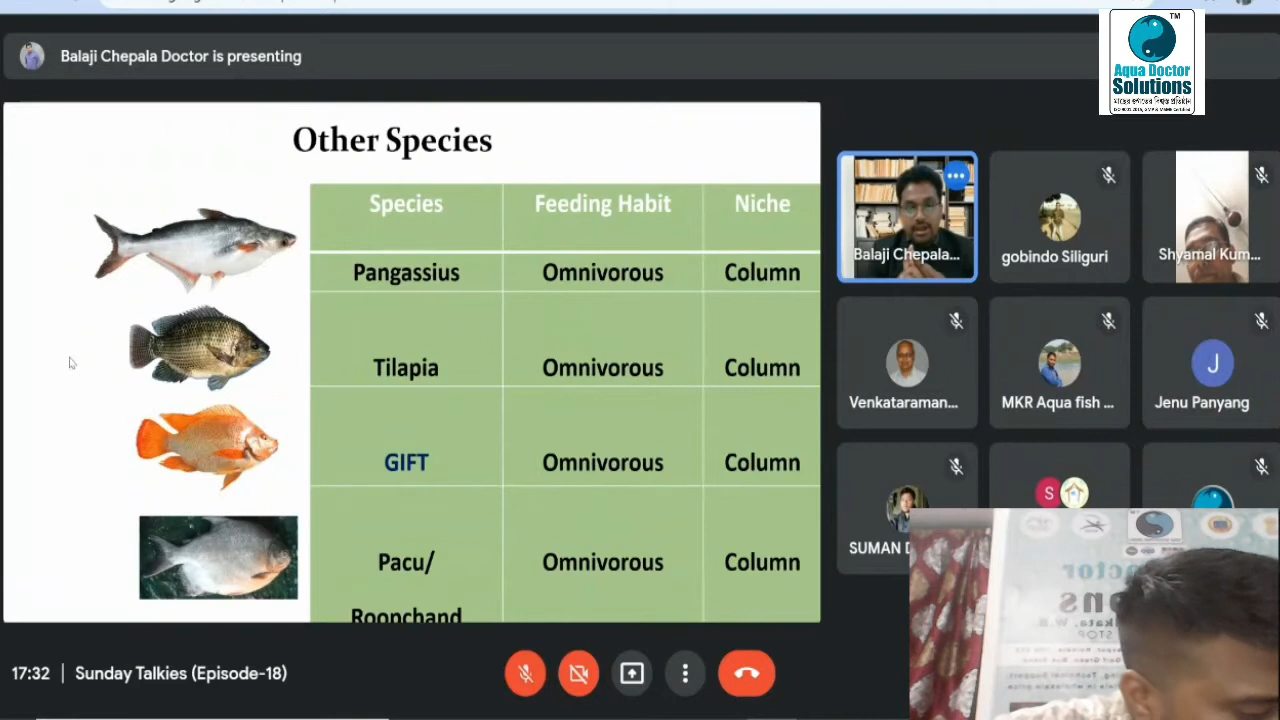 Balaji Chepala Doctor is presenting
TM
Aqua Doctor
Solutions
Other Species
Species Feeding Habit Niche
Pangassius Omnivorous Column
Tilapia Omnivorous Column
GIFT Omnivorous Column
Pacu/ Omnivorous Column
Roopchand
Balaji Chepala...
gobindo Siliguri
Shyamal Kum...
Venkataraman...
MKR Aqua fish ...
J
Jenu Panyang
SUMAN
S
17:32 | Sunday Talkies (Episode-18)